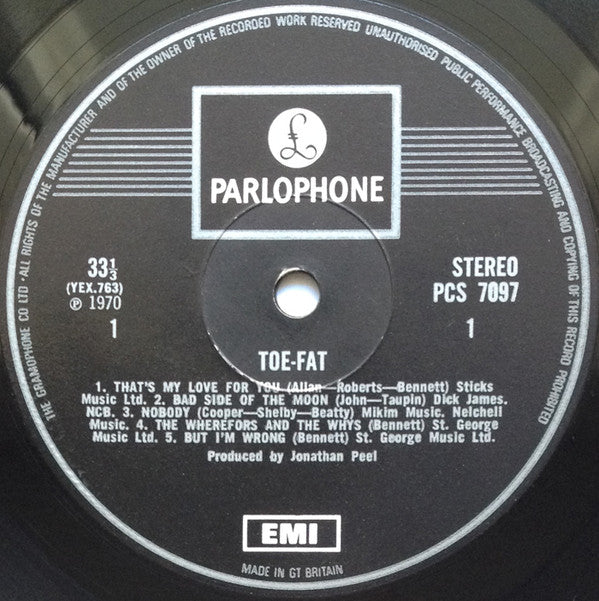 THE GRAMOPHONE CO LTD · ALL RIGHTS OF THE MANUFACTURER AND OF THE OWNER OF THE RECORDED WORK RESERVED UNAUTHORISED PUBLIC PERFORMANCE BROADCASTING AND COPYING OF THIS RECORD PROHIBITED
£
PARLOPHONE
33⅓
(YEX.763)
℗ 1970
1
STEREO
PCS 7097
1
TOE-FAT
1. THAT'S MY LOVE FOR YOU (Allan—Roberts—Bennett) Sticks
Music Ltd. 2. BAD SIDE OF THE MOON (John—Taupin) Dick James.
NCB. 3. NOBODY (Cooper—Shelby—Beatty) Mikim Music. Nelchell
Music. 4. THE WHEREFORS AND THE WHYS (Bennett) St. George
Music Ltd. 5. BUT I'M WRONG (Bennett) St. George Music Ltd.
Produced by Jonathan Peel
EMI
MADE IN GT BRITAIN